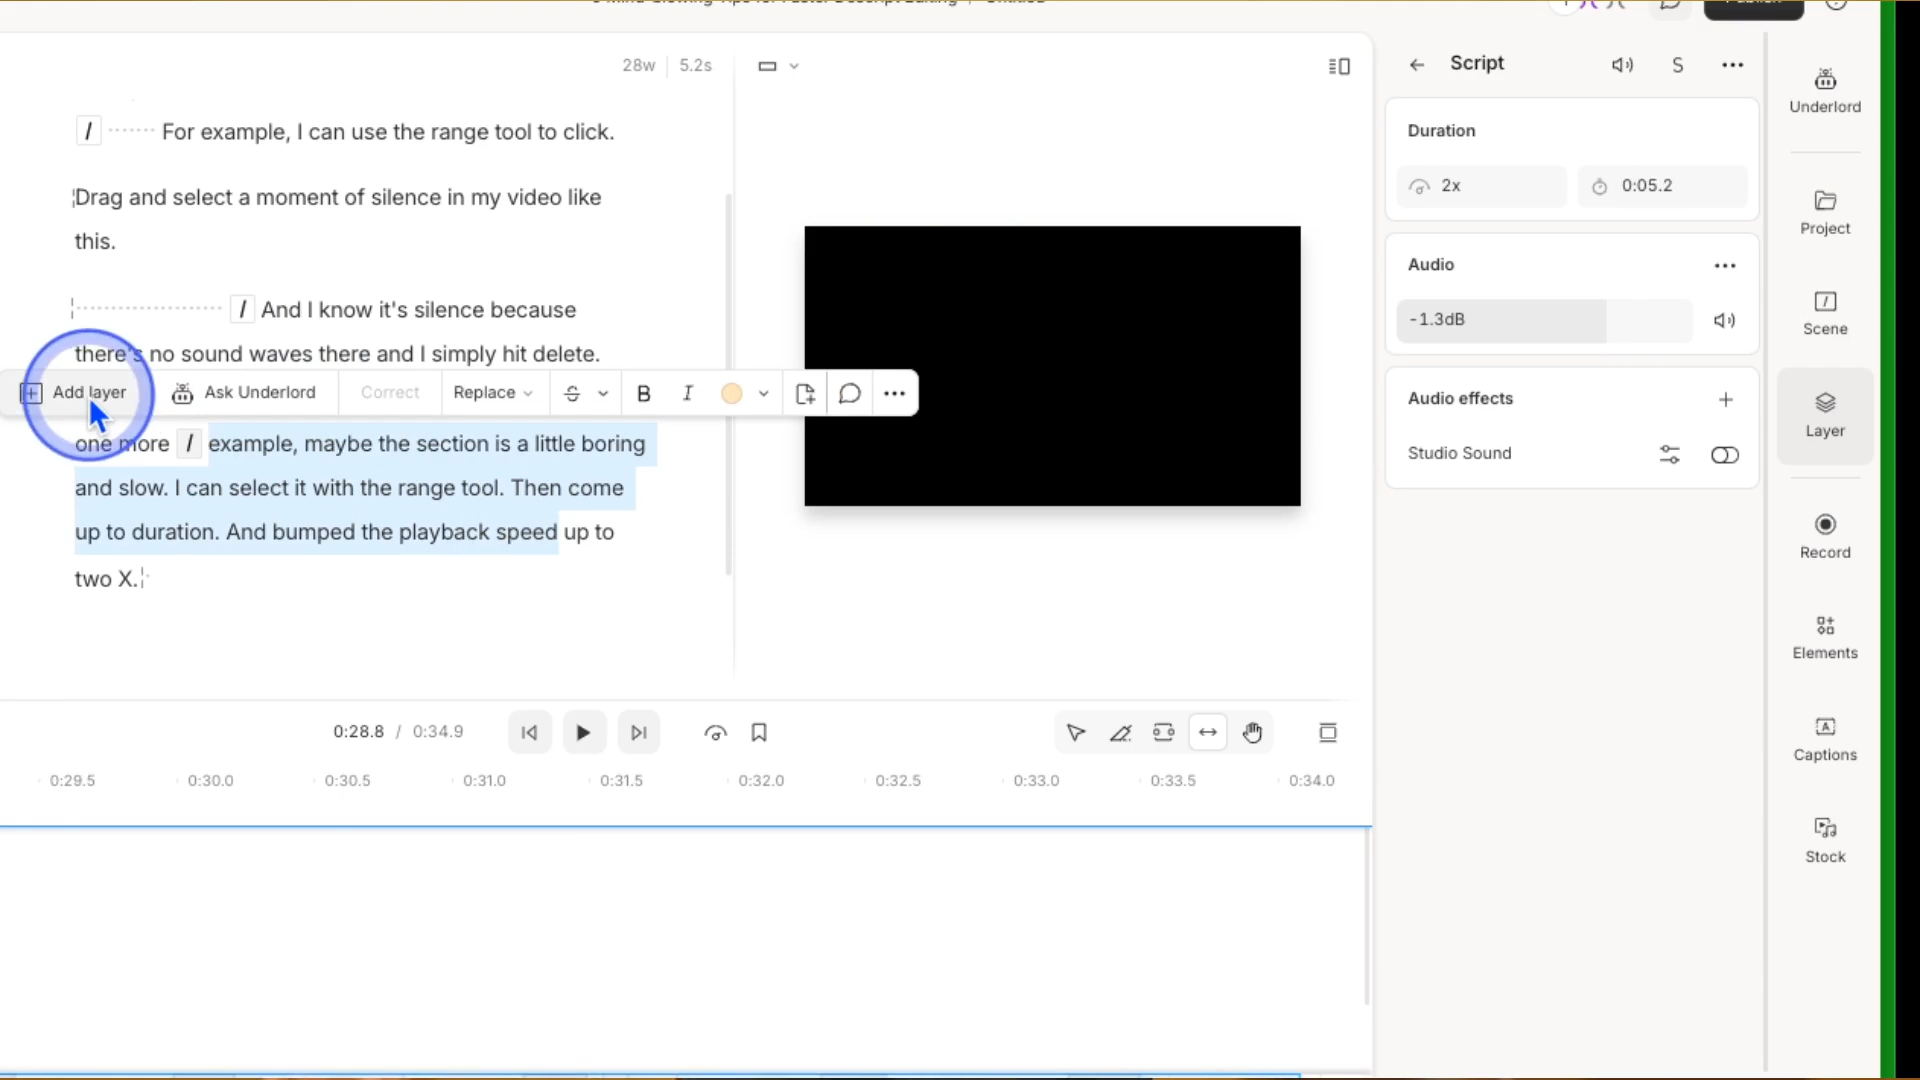 28w
5.2s
/ For example, I can use the range tool to click.
Drag and select a moment of silence in my video like
this.
/ And I know it's silence because
there's no sound waves there and I simply hit delete.
Add layer
Ask Underlord
Correct
Replace
B
I
one more / example, maybe the section is a little boring
and slow. I can select it with the range tool. Then come
up to duration. And bumped the playback speed up to
two X.
0:28.8 / 0:34.9
0:29.5
0:30.0
0:30.5
0:31.0
0:31.5
0:32.0
0:32.5
0:33.0
0:33.5
0:34.0
Script
S
Duration
2x
0:05.2
Audio
-1.3dB
Audio effects
Studio Sound
Underlord
Project
Scene
Layer
Record
Elements
Captions
Stock